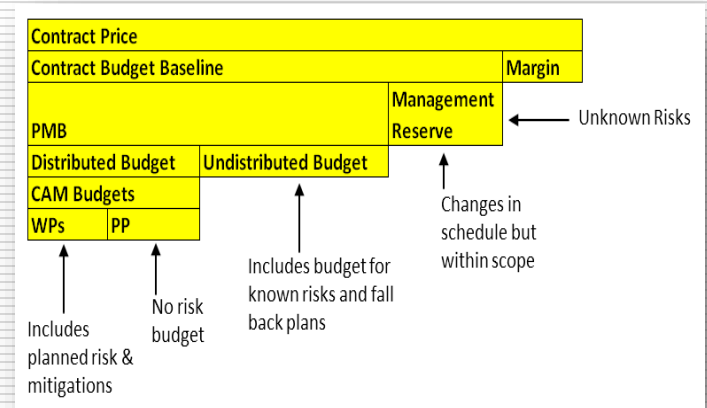 Contract Price
Contract Budget Baseline
Margin
PMB
Management
Reserve
Unknown Risks
Distributed Budget
Undistributed Budget
CAM Budgets
WPs
PP
Changes in
schedule but
within scope
Includes budget for
known risks and fall
back plans
No risk
budget
Includes
planned risk &
mitigations